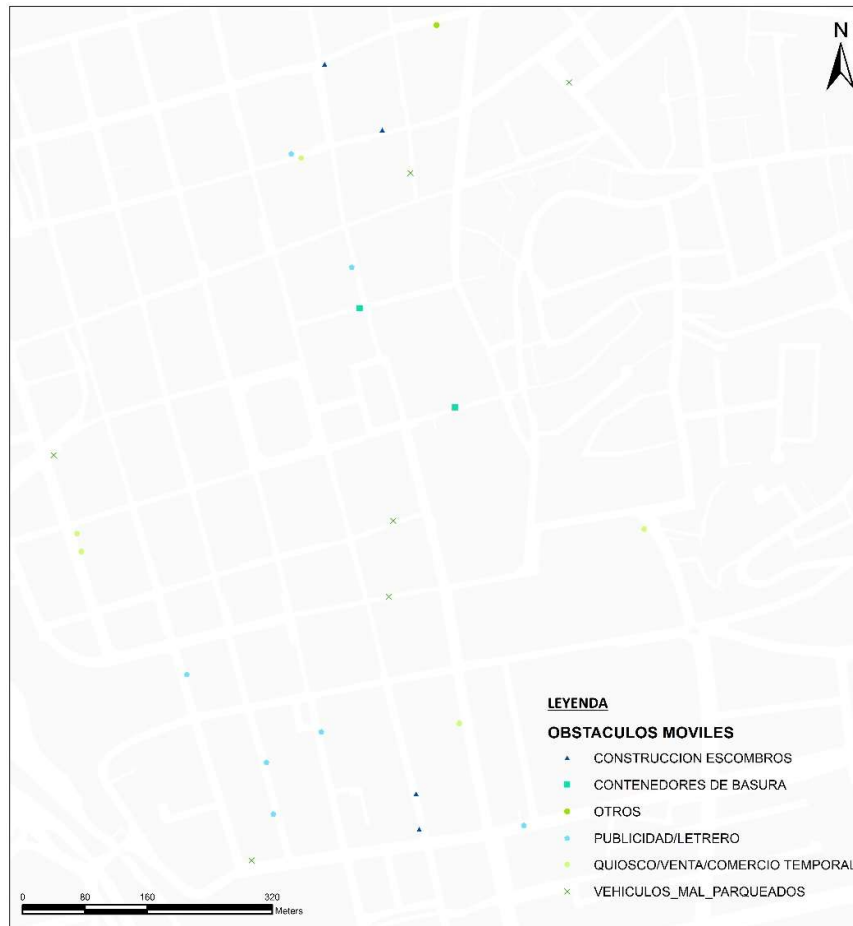 N
LEYENDA
OBSTACULOS MOVILES
CONSTRUCCION ESCOMBROS
CONTENEDORES DE BASURA
OTROS
PUBLICIDAD/LETRERO
QUIOSCO/VENTA/COMERCIO TEMPORAL
VEHICULOS_MAL_PARQUEADOS
0 80 160 320
Meters